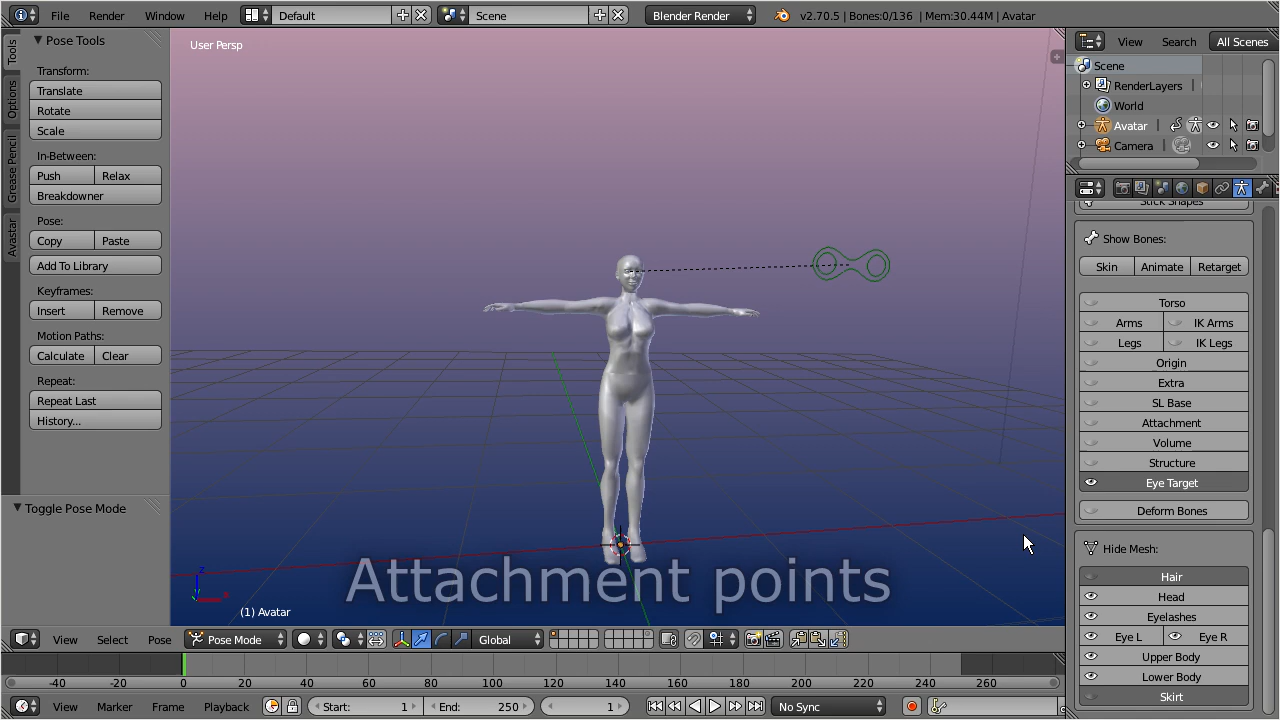 File Render Window Help Default Scene Blender Render v2.70.5 | Bones:0/136 | Mem:30.44M | Avatar
Tools
Options
Grease Pencil
Avastar
Pose Tools
Transform:
Translate
Rotate
Scale
In-Between:
Push Relax
Breakdowner
Pose:
Copy Paste
Add To Library
Keyframes:
Insert Remove
Motion Paths:
Calculate Clear
Repeat:
Repeat Last
History...
Toggle Pose Mode
User Persp
z
x
Attachment points
(1) Avatar
View Select Pose Pose Mode Global
-40 -20 0 20 40 60 80 100 120 140 160 180 200 220 240 260
View Marker Frame Playback Start: 1 End: 250 1 No Sync
View Search All Scenes
Scene
RenderLayers |
World
Avatar |
Camera |
Stick Shapes
Show Bones:
Skin Animate Retarget
Torso
Arms IK Arms
Legs IK Legs
Origin
Extra
SL Base
Attachment
Volume
Structure
Eye Target
Deform Bones
Hide Mesh:
Hair
Head
Eyelashes
Eye L Eye R
Upper Body
Lower Body
Skirt